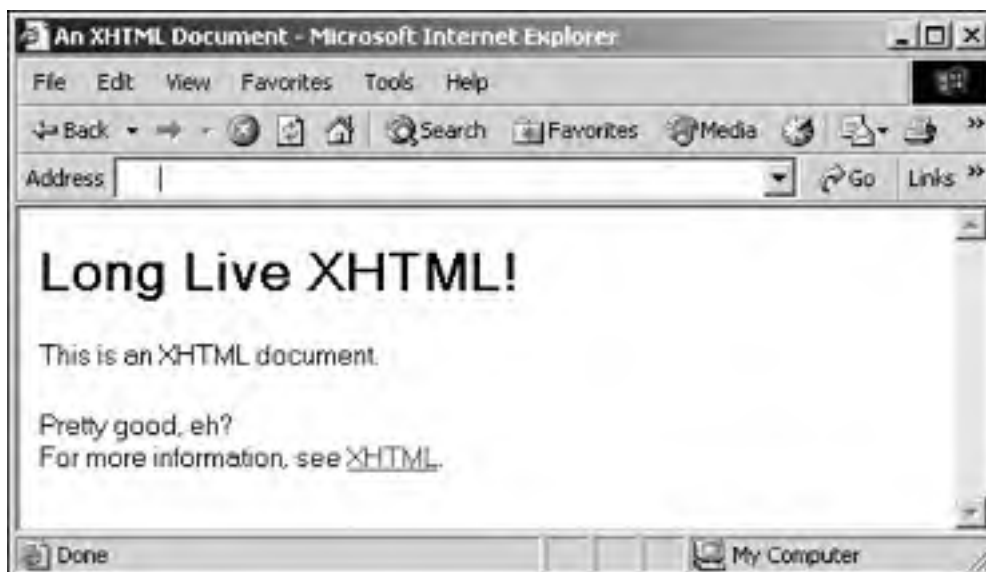 An XHTML Document - Microsoft Internet Explorer
File Edit View Favorites Tools Help
Back Search Favorites Media »
Address Go Links »
Long Live XHTML!
This is an XHTML document.
Pretty good, eh?
For more information, see XHTML.
Done My Computer